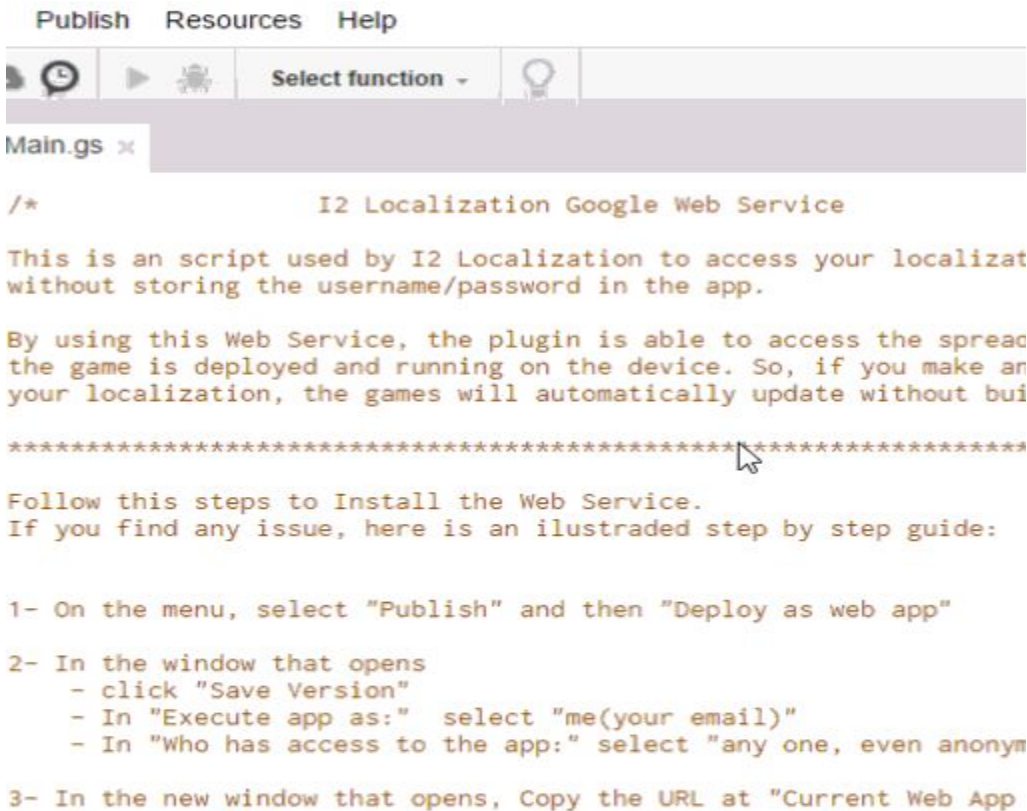 Publish Resources Help
Select function
Main.gs ×
/* I2 Localization Google Web Service
This is an script used by I2 Localization to access your localizat
without storing the username/password in the app.
By using this Web Service, the plugin is able to access the spread
the game is deployed and running on the device. So, if you make an
your localization, the games will automatically update without bui
********************************************************************
Follow this steps to Install the Web Service.
If you find any issue, here is an ilustraded step by step guide:
1- On the menu, select "Publish" and then "Deploy as web app"
2- In the window that opens
- click "Save Version"
- In "Execute app as:" select "me(your email)"
- In "Who has access to the app:" select "any one, even anonym
3- In the new window that opens, Copy the URL at "Current Web App